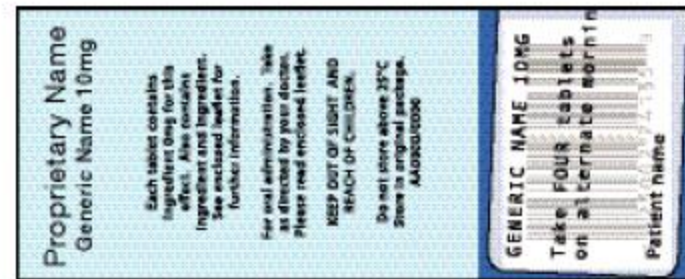 Proprietary Name
Generic Name 10mg
Each tablet contains
Ingredient 0mg for this
effect. Also contains
Ingredient and Ingredient.
See enclosed leaflet for
further information.
For oral administration. Take
as directed by your doctor.
Please read enclosed leaflet.
KEEP OUT OF SIGHT AND
REACH OF CHILDREN.
Do not store above 25°C
Store in original package.
GENERIC NAME 10MG
Take FOUR tablets
on alternate mornin
Patient name